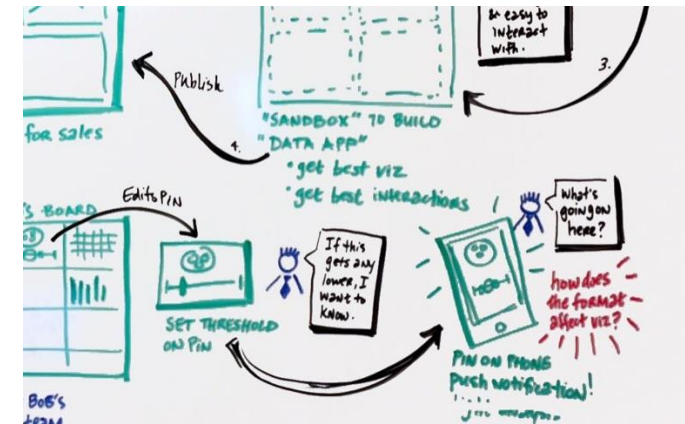 & easy to
interact
with.
3.
Publish
4.
for sales
"SANDBOX" TO BUILD
"DATA APP"
• get best viz
• get best interactions
'S BOARD
Edits PIN
If this
gets any
lower, I
want to
know.
What's
going on
here?
SET THRESHOLD
ON PIN
how does
the format
affect viz?
PIN ON PHONE
push notification!
BOB'S
team